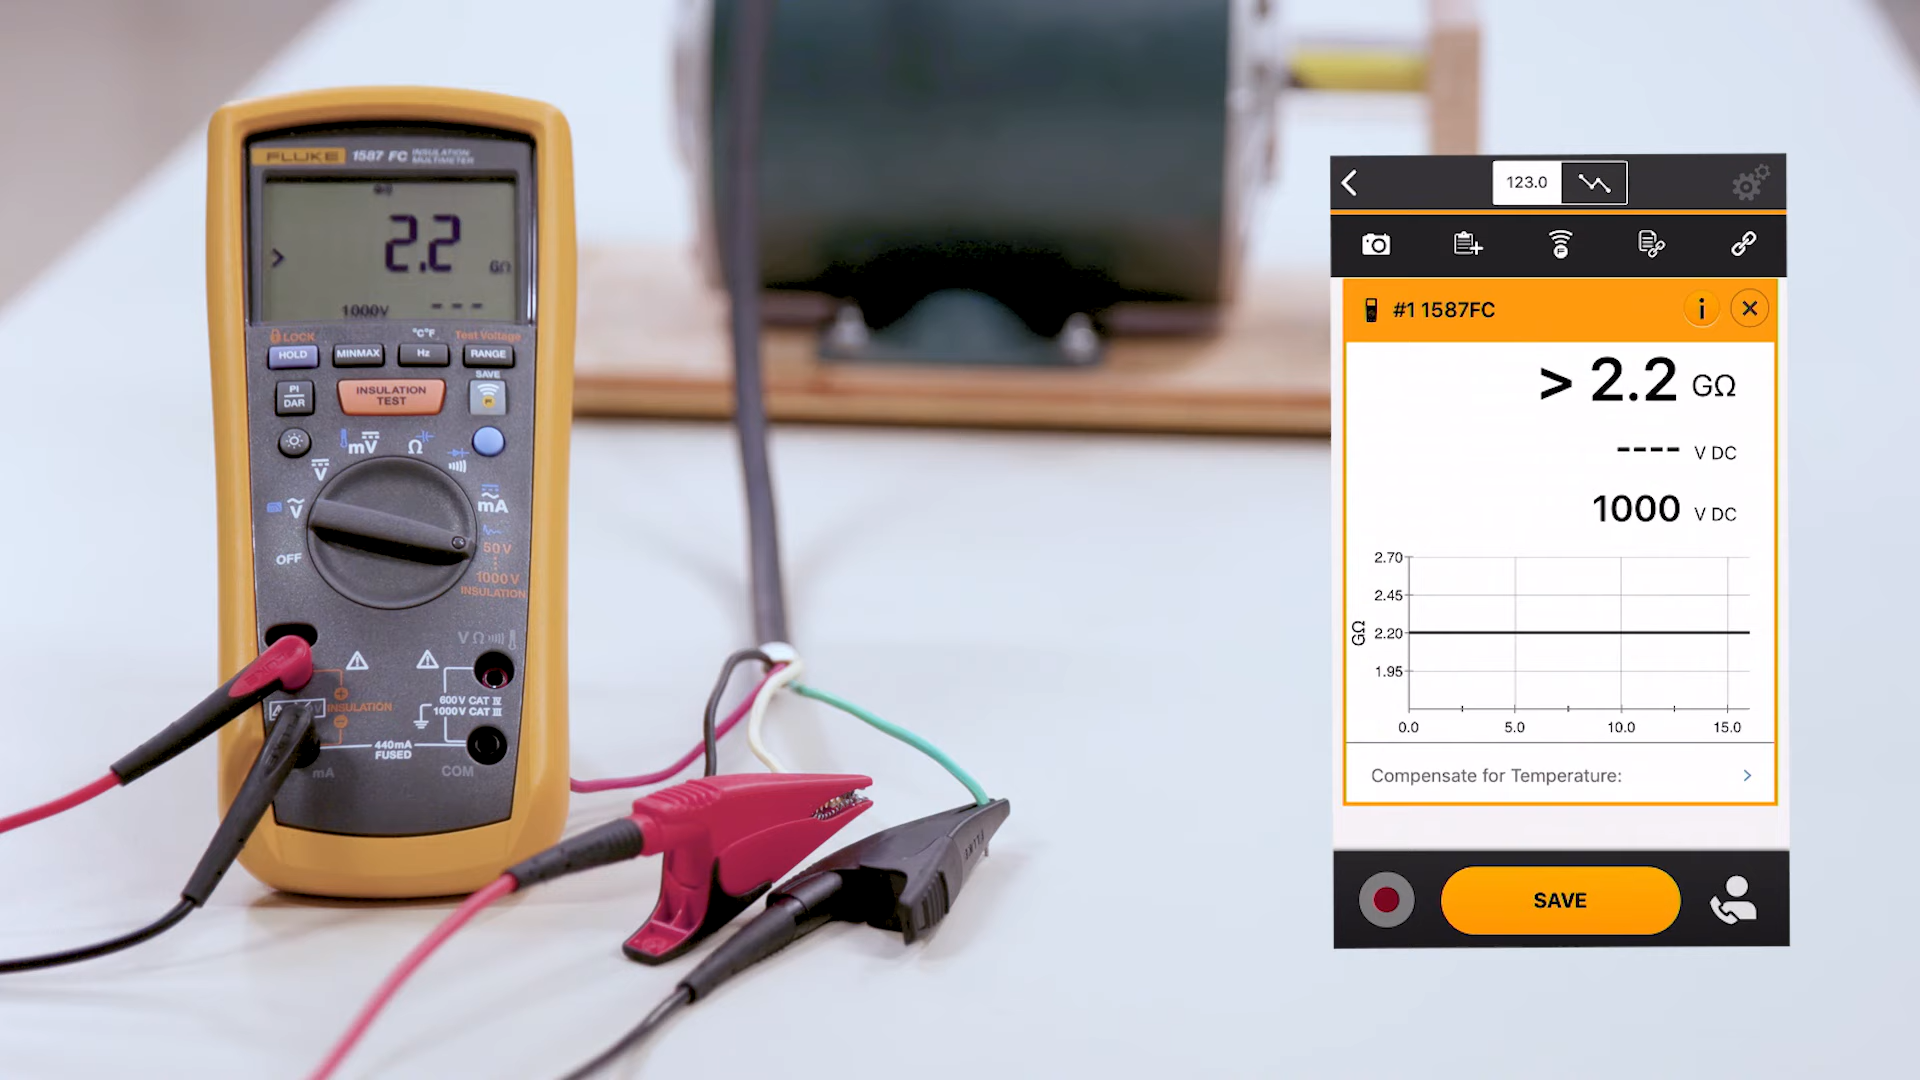 FLUKE 1587 FC INSULATION MULTIMETER
> 2.2 GΩ
1000V - - -
LOCK °C°F Test Voltage
HOLD MINMAX Hz RANGE
SAVE
PI DAR
INSULATION TEST
mV Ω
V
V mA
OFF
50V
1000V
INSULATION
VΩ
INSULATION
600V CAT IV
1000V CAT III
440mA FUSED
mA COM
123.0
#1 1587FC i
> 2.2 GΩ
---- V DC
1000 V DC
2.70
2.45
2.20
1.95
GΩ
0.0 5.0 10.0 15.0
Compensate for Temperature:
SAVE